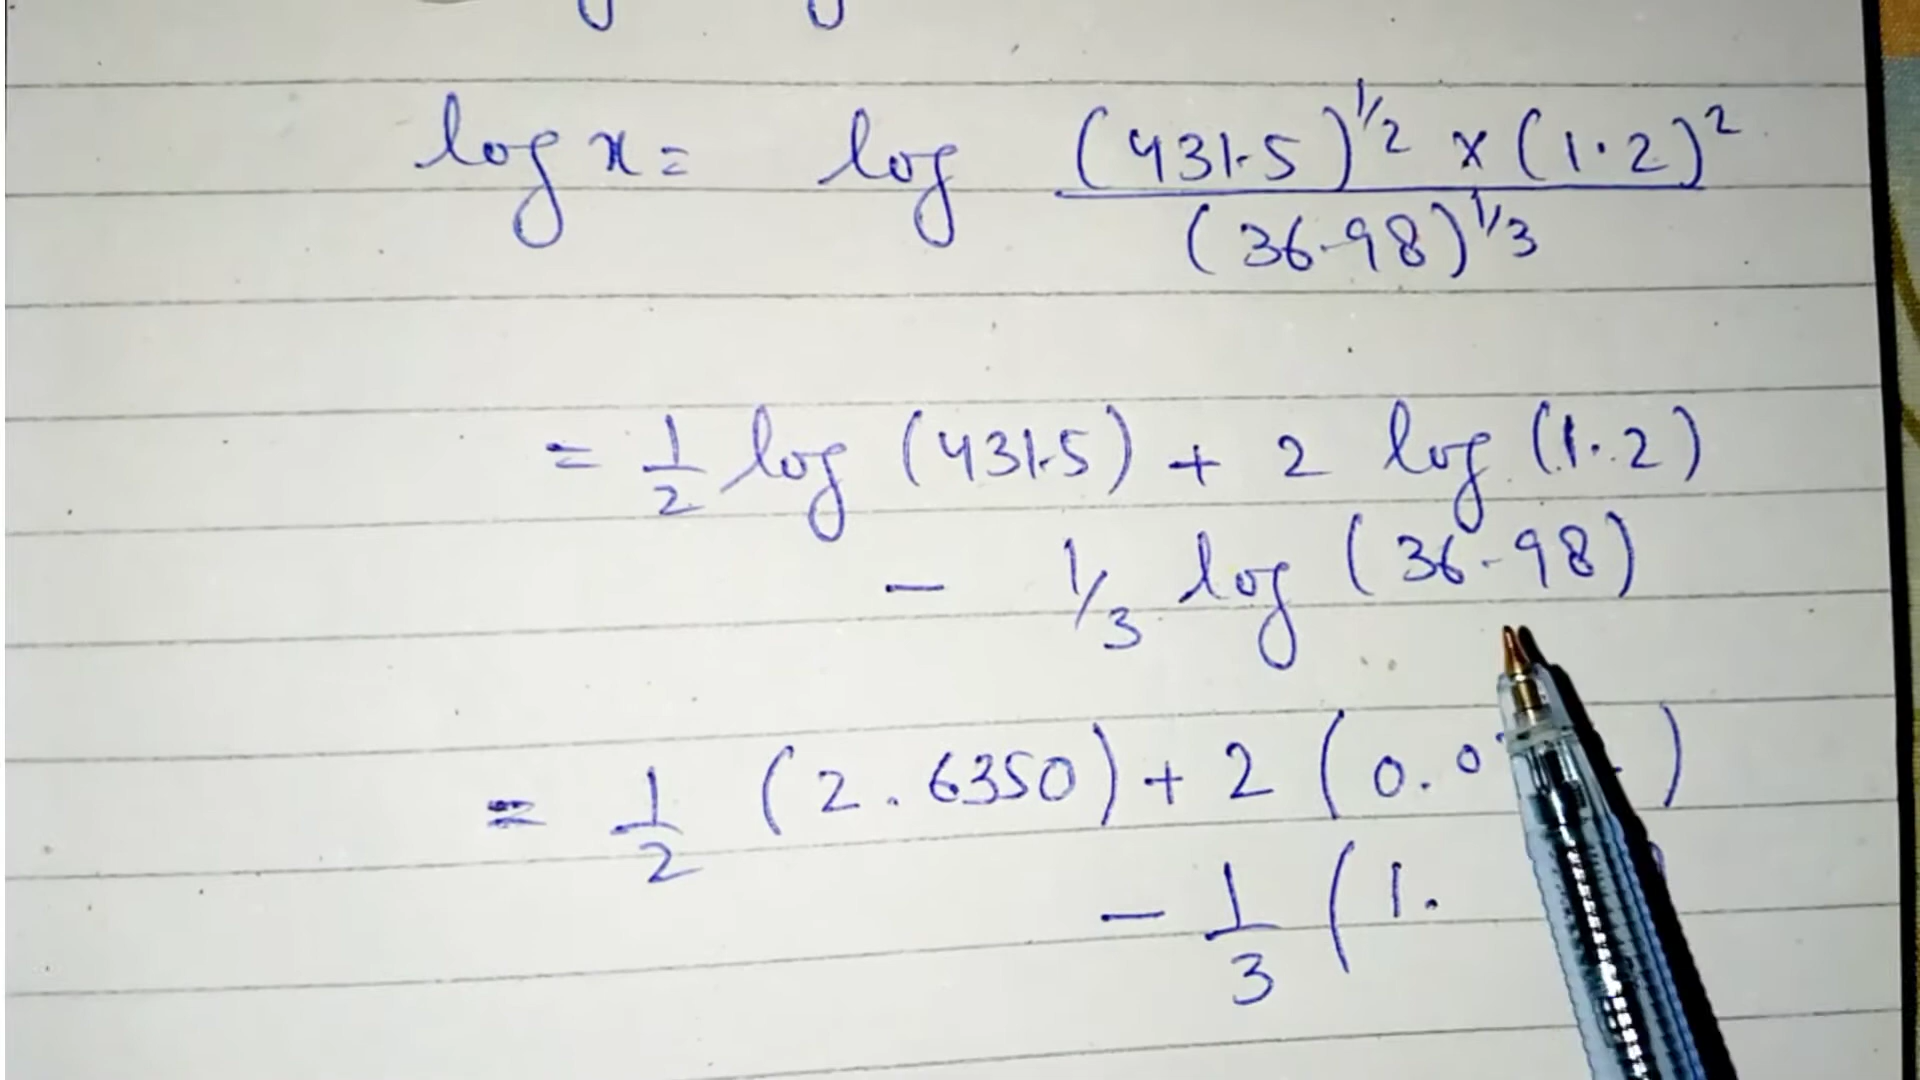 log x = log (431.5)^1/2 × (1.2)^2 / (36.98)^1/3
= 1/2 log (431.5) + 2 log (1.2)
- 1/3 log (36.98)
= 1/2 (2.6350) + 2 (0.0 )
- 1/3 (1.